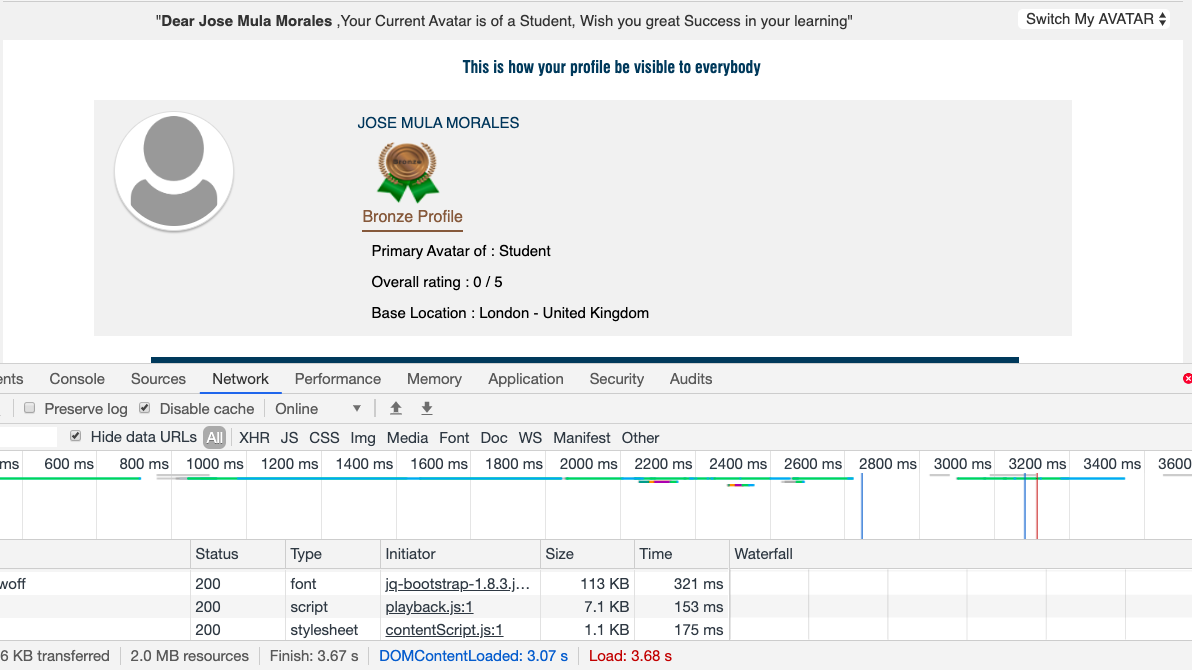 "Dear Jose Mula Morales ,Your Current Avatar is of a Student, Wish you great Success in your learning"
Switch My AVATAR
This is how your profile be visible to everybody
JOSE MULA MORALES
Bronze
Bronze Profile
Primary Avatar of : Student
Overall rating : 0 / 5
Base Location : London - United Kingdom
ents Console Sources Network Performance Memory Application Security Audits
Preserve log Disable cache Online
Hide data URLs All XHR JS CSS Img Media Font Doc WS Manifest Other
ms 600 ms 800 ms 1000 ms 1200 ms 1400 ms 1600 ms 1800 ms 2000 ms 2200 ms 2400 ms 2600 ms 2800 ms 3000 ms 3200 ms 3400 ms 3600
Status Type Initiator Size Time Waterfall
woff 200 font jq-bootstrap-1.8.3.j... 113 KB 321 ms
200 script playback.js:1 7.1 KB 153 ms
200 stylesheet contentScript.js:1 1.1 KB 175 ms
6 KB transferred 2.0 MB resources Finish: 3.67 s DOMContentLoaded: 3.07 s Load: 3.68 s